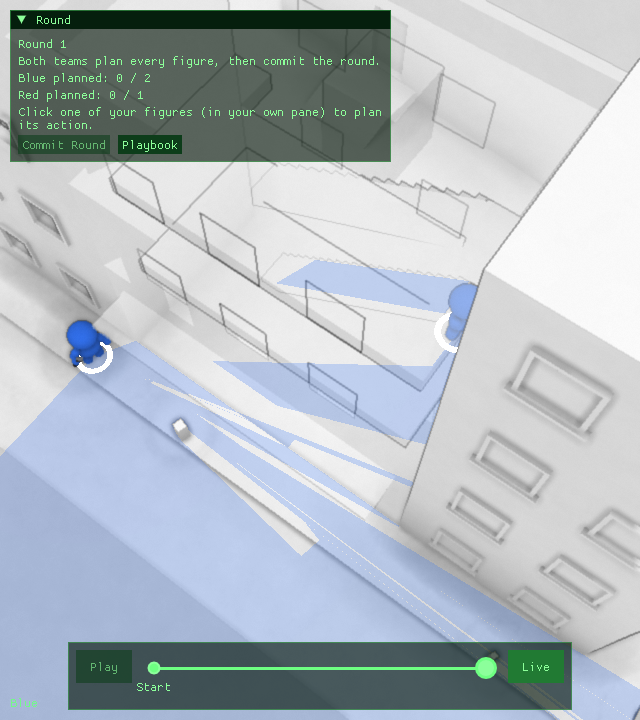 Round
Round 1
Both teams plan every figure, then commit the round.
Blue planned: 0 / 2
Red planned: 0 / 1
Click one of your figures (in your own pane) to plan
its action.
Commit Round Playbook
Play
Live
Start
Blue